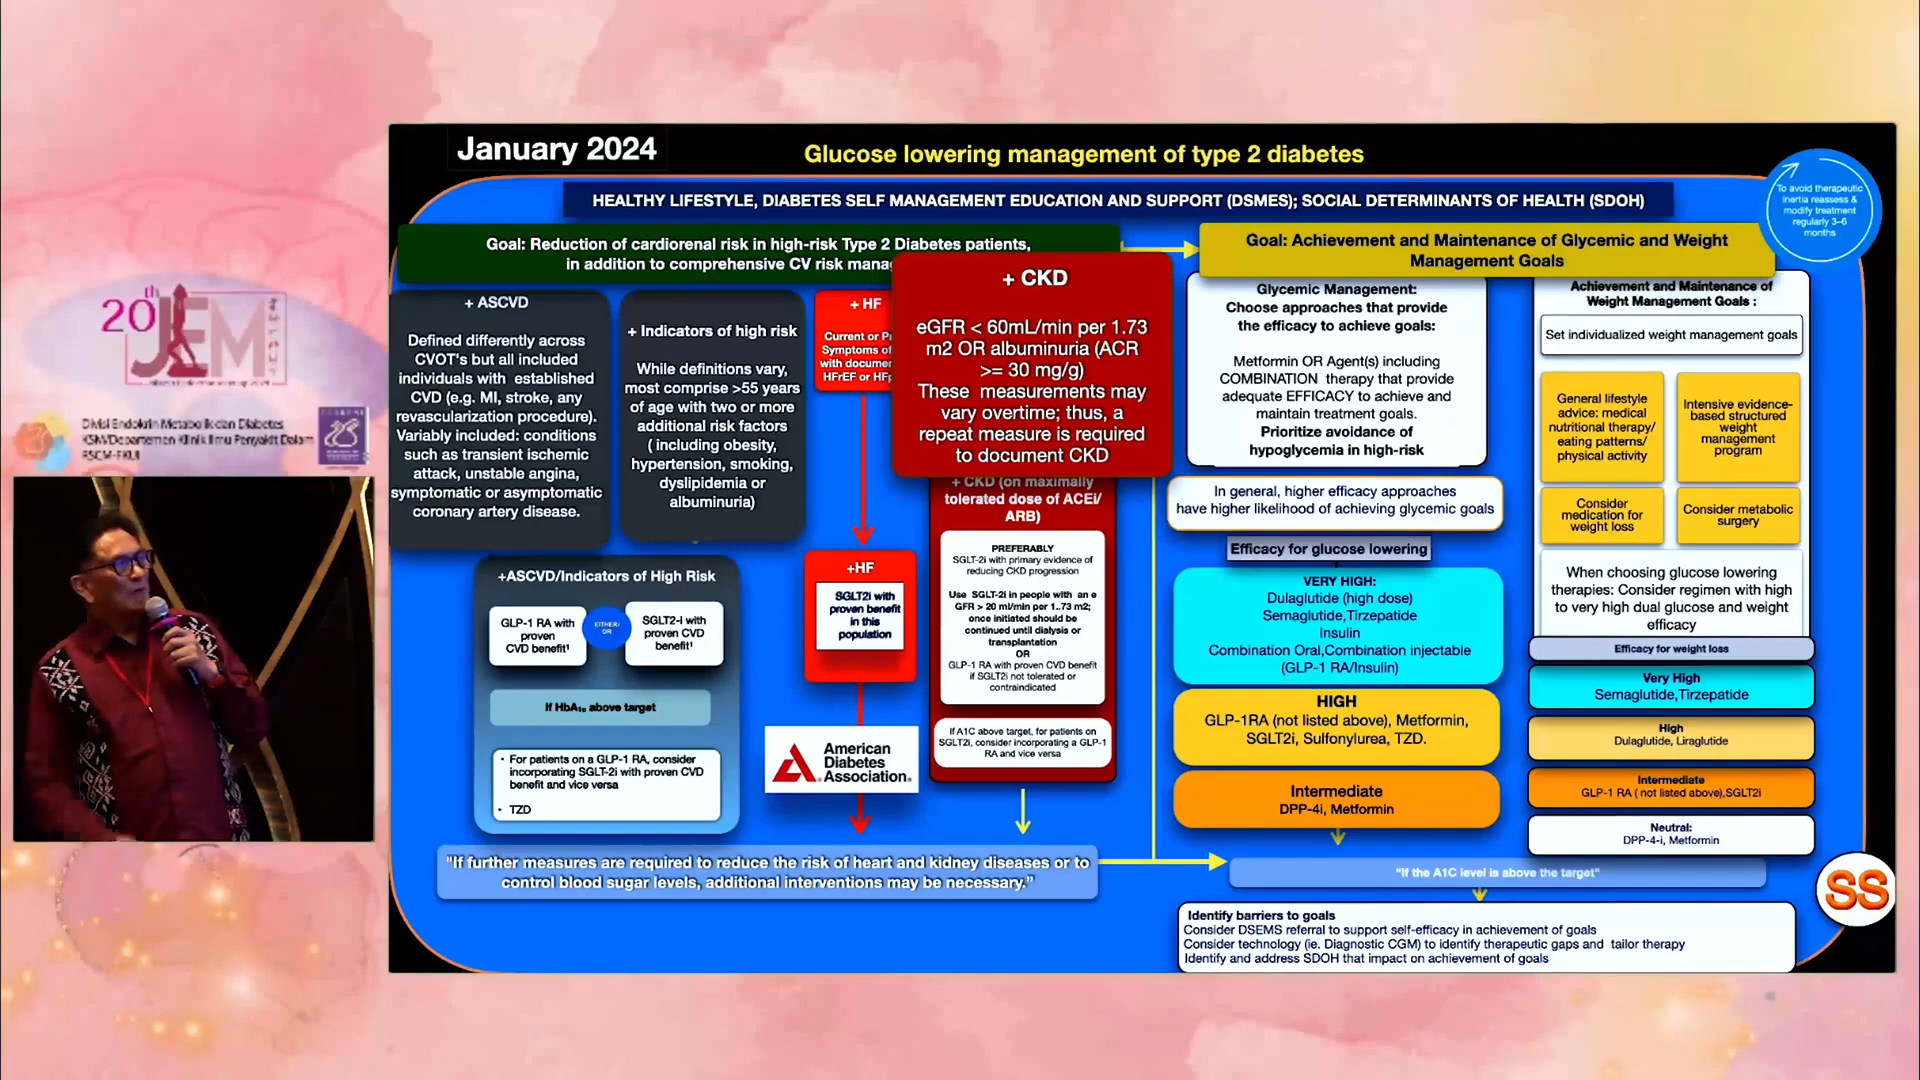 January 2024
Glucose lowering management of type 2 diabetes
HEALTHY LIFESTYLE, DIABETES SELF MANAGEMENT EDUCATION AND SUPPORT (DSMES); SOCIAL DETERMINANTS OF HEALTH (SDOH)
To avoid therapeutic
inertia reassess &
modify treatment
regularly 3-6
months
Goal: Reduction of cardiorenal risk in high-risk Type 2 Diabetes patients,
in addition to comprehensive CV risk mana
+ ASCVD
Defined differently across
CVOT's but all included
individuals with established
CVD (e.g. MI, stroke, any
revascularization procedure).
Variably included: conditions
such as transient ischemic
attack, unstable angina,
symptomatic or asymptomatic
coronary artery disease.
+ Indicators of high risk
While definitions vary,
most comprise >55 years
of age with two or more
additional risk factors
( including obesity,
hypertension, smoking,
dyslipidemia or
albuminuria)
+ HF
Current or Pr
Symptoms of
with documen
HFrEF or HFp
+ CKD
eGFR < 60mL/min per 1.73
m2 OR albuminuria (ACR
>= 30 mg/g)
These measurements may
vary overtime; thus, a
repeat measure is required
to document CKD
+ CKD (on maximally
tolerated dose of ACEi/
ARB)
PREFERABLY
SGLT-2i with primary evidence of
reducing CKD progression
Use SGLT-2i in people with an e
GFR > 20 ml/min per 1..73 m2;
once initiated should be
continued until dialysis or
transplantation
OR
GLP-1 RA with proven CVD benefit
if SGLT2i not tolerated or
contraindicated
If A1C above target, for patients on
SGLT2i, consider incorporating a GLP-1
RA and vice versa
+ASCVD/Indicators of High Risk
GLP-1 RA with
proven
CVD benefit¹
EITHER/
OR
SGLT2-i with
proven CVD
benefit¹
If HbA1c above target
• For patients on a GLP-1 RA, consider
incorporating SGLT-2i with proven CVD
benefit and vice versa
• TZD
+HF
SGLT2i with
proven benefit
in this
population
American
Diabetes
Association®
"If further measures are required to reduce the risk of heart and kidney diseases or to
control blood sugar levels, additional interventions may be necessary."
Goal: Achievement and Maintenance of Glycemic and Weight
Management Goals
Glycemic Management:
Choose approaches that provide
the efficacy to achieve goals:
Metformin OR Agent(s) including
COMBINATION therapy that provide
adequate EFFICACY to achieve and
maintain treatment goals.
Prioritize avoidance of
hypoglycemia in high-risk
In general, higher efficacy approaches
have higher likelihood of achieving glycemic goals
Efficacy for glucose lowering
VERY HIGH:
Dulaglutide (high dose)
Semaglutide,Tirzepatide
Insulin
Combination Oral,Combination injectable
(GLP-1 RA/Insulin)
HIGH
GLP-1RA (not listed above), Metformin,
SGLT2i, Sulfonylurea, TZD.
Intermediate
DPP-4i, Metformin
Achievement and Maintenance of
Weight Management Goals :
Set individualized weight management goals
General lifestyle
advice: medical
nutritional therapy/
eating patterns/
physical activity
Intensive evidence-
based structured
weight
management
program
Consider
medication for
weight loss
Consider metabolic
surgery
When choosing glucose lowering
therapies: Consider regimen with high
to very high dual glucose and weight
efficacy
Efficacy for weight loss
Very High
Semaglutide,Tirzepatide
High
Dulaglutide, Liraglutide
Intermediate
GLP-1 RA ( not listed above),SGLT2i
Neutral:
DPP-4-i, Metformin
"If the A1C level is above the target"
Identify barriers to goals
Consider DSEMS referral to support self-efficacy in achievement of goals
Consider technology (ie. Diagnostic CGM) to identify therapeutic gaps and tailor therapy
Identify and address SDOH that impact on achievement of goals
SS
20th
JEM
Divisi Endokrin Metabolik dan Diabetes
KSM/Departemen Klinik Ilmu Penyakit Dalam
RSCM-FKUI